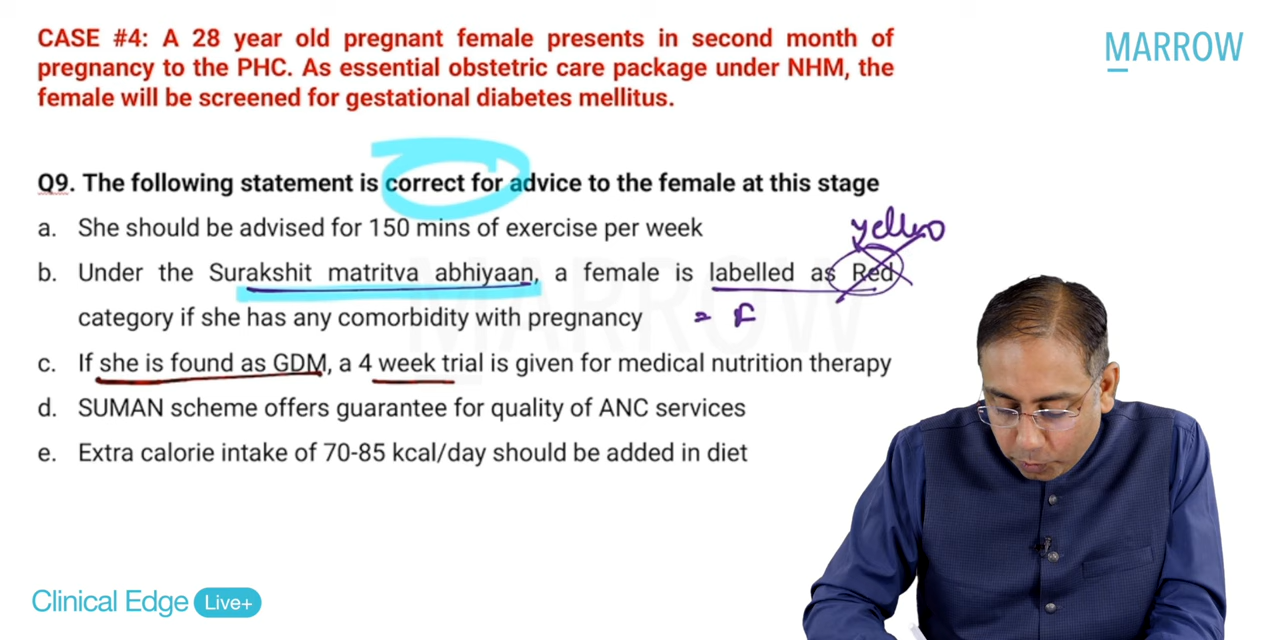 CASE #4: A 28 year old pregnant female presents in second month of
pregnancy to the PHC. As essential obstetric care package under NHM, the
female will be screened for gestational diabetes mellitus.
MARROW
Q9. The following statement is correct for advice to the female at this stage
a. She should be advised for 150 mins of exercise per week
yellow
b. Under the Surakshit matritva abhiyaan, a female is labelled as Red
category if she has any comorbidity with pregnancy = F
c. If she is found as GDM, a 4 week trial is given for medical nutrition therapy
d. SUMAN scheme offers guarantee for quality of ANC services
e. Extra calorie intake of 70-85 kcal/day should be added in diet
MARROW
Clinical Edge Live+